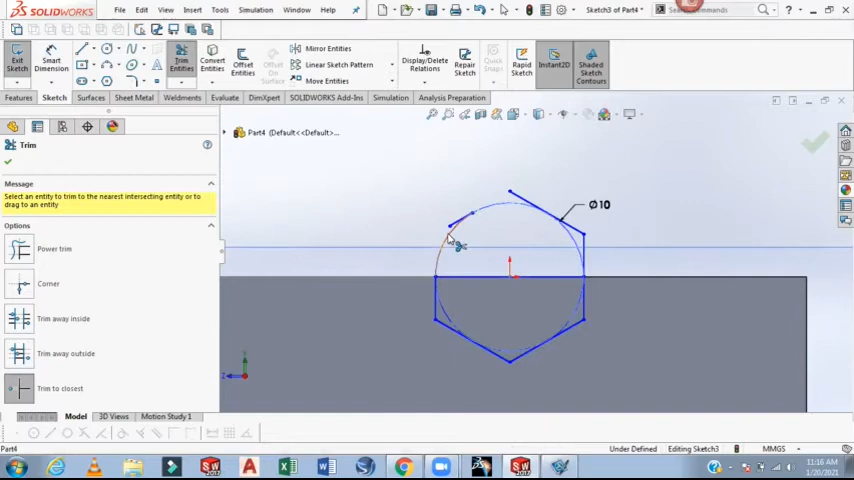 SOLIDWORKS File Edit View Insert Tools Simulation Window Help Sketch3 of Part4 * Search Commands
Exit Sketch Smart Dimension Trim Entities Convert Entities Offset Entities Offset On Surface Mirror Entities Linear Sketch Pattern Move Entities Display/Delete Relations Repair Sketch Quick Snaps Rapid Sketch Instant2D Shaded Sketch Contours
Features Sketch Surfaces Sheet Metal Weldments Evaluate DimXpert SOLIDWORKS Add-Ins Simulation Analysis Preparation
Part4 (Default<<Default>...
Trim
Message
Select an entity to trim to the nearest intersecting entity or to
drag to an entity
Options
Power trim
Corner
Trim away inside
Trim away outside
Trim to closest
Ø10
Y
Z
Model 3D Views Motion Study 1
Part4 Under Defined Editing Sketch3 MMGS
11:16 AM
1/20/2021